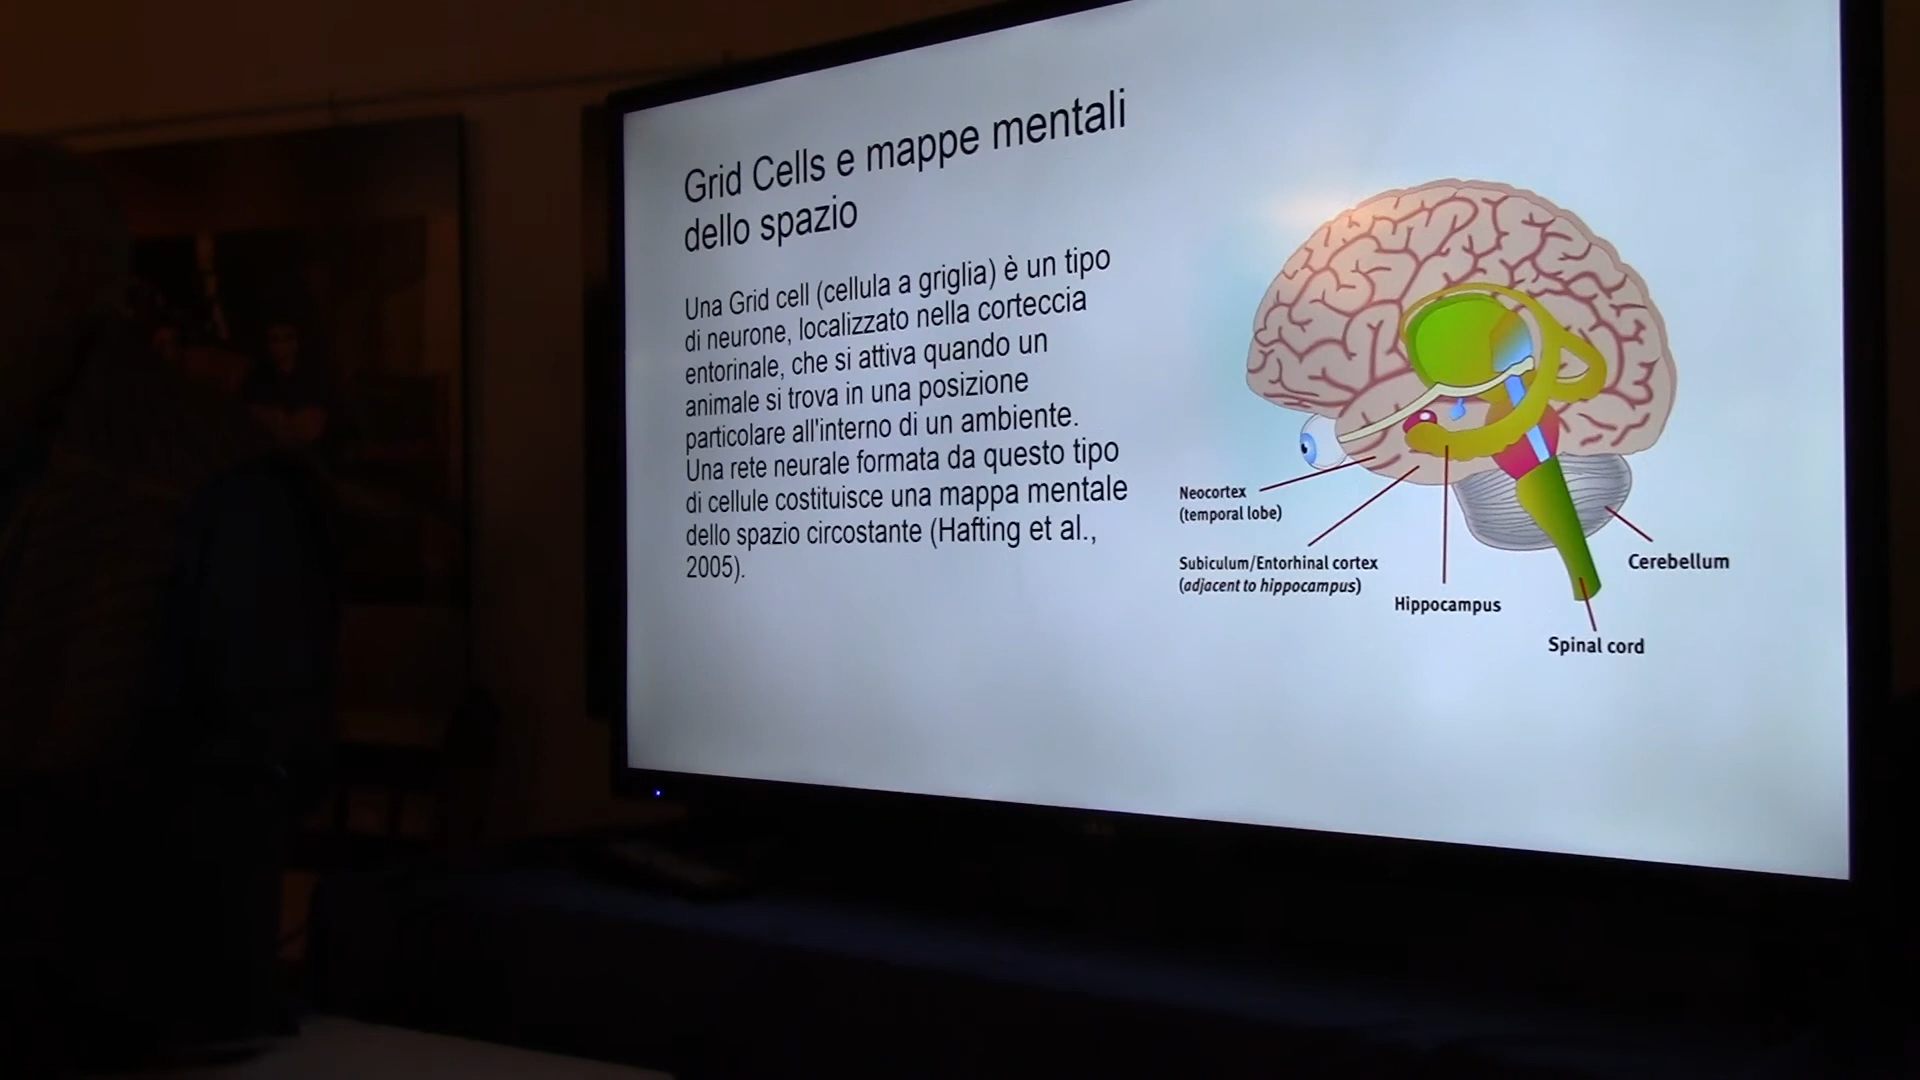 Grid Cells e mappe mentali
dello spazio
Una Grid cell (cellula a griglia) è un tipo
di neurone, localizzato nella corteccia
entorinale, che si attiva quando un
animale si trova in una posizione
particolare all'interno di un ambiente.
Una rete neurale formata da questo tipo
di cellule costituisce una mappa mentale
dello spazio circostante (Hafting et al.,
2005).
Neocortex
(temporal lobe)
Subiculum/Entorhinal cortex
(adjacent to hippocampus)
Hippocampus
Cerebellum
Spinal cord